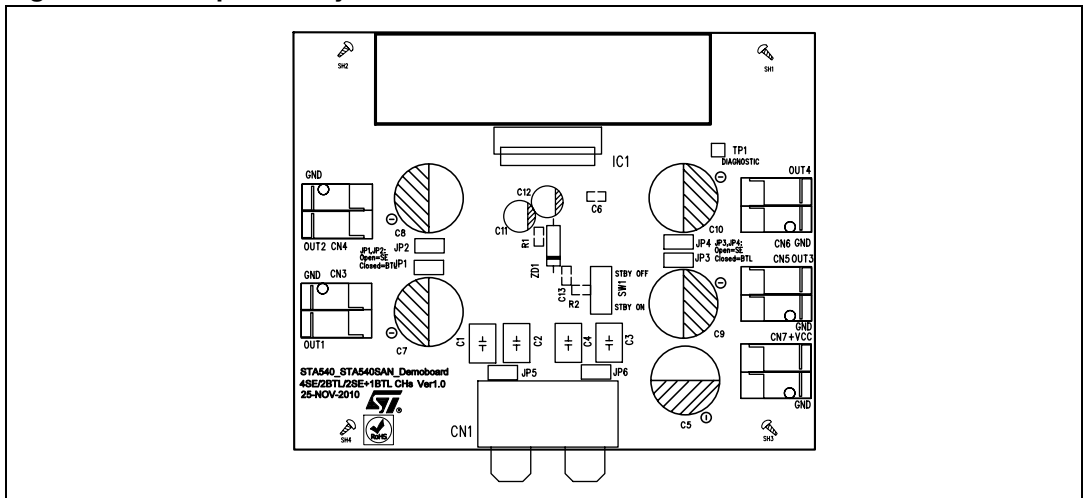 SH2
SH1
IC1
TP1
DIAGNOSTIC
GND
OUT4
C12
C6
C11
C8
C10
R1
OUT2 CN4
JP1,JP2:
Open=SE
Closed=BTL
JP2
JP1
JP4
JP3
JP3,JP4:
Open=SE
Closed=BTL
CN6 GND
CN5 OUT3
GND CN3
ZD1
C13
R2
SW1
STBY OFF
STBY ON
OUT1
C7
C1
C2
C4
C3
C9
GND
CN7 +VCC
JP5
JP6
STA540_STA540SAN_Demoboard
4SE/2BTL/2SE+1BTL CHs Ver1.0
25-NOV-2010
ST
RoHS
CN1
C5
GND
SH4
SH3